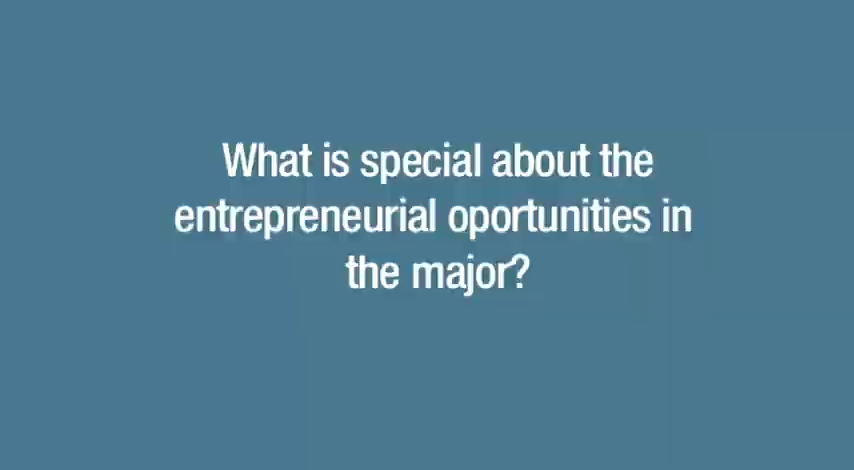 What is special about the
entrepreneurial oportunities in
the major?